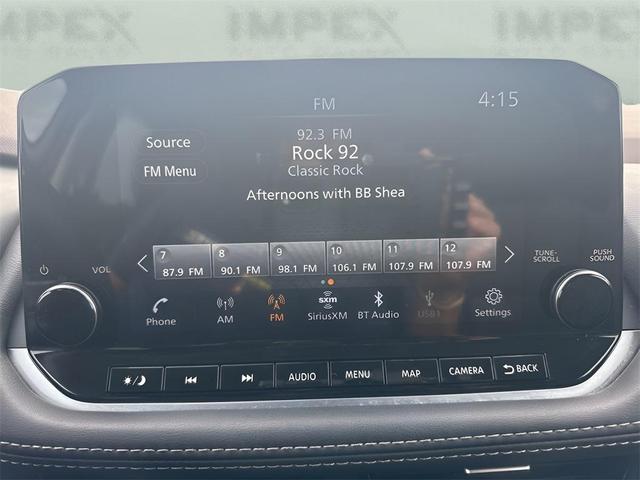 IMPEX IMPEX IMPEX
FM 4:15
92.3 FM
Source Rock 92
FM Menu Classic Rock
Afternoons with BB Shea
7 8 9 10 11 12
87.9 FM 90.1 FM 98.1 FM 106.1 FM 107.9 FM 107.9 FM
VOL TUNE-SCROLL PUSH SOUND
sxm
Phone AM FM SiriusXM BT Audio USB1 Settings
AUDIO MENU MAP CAMERA BACK